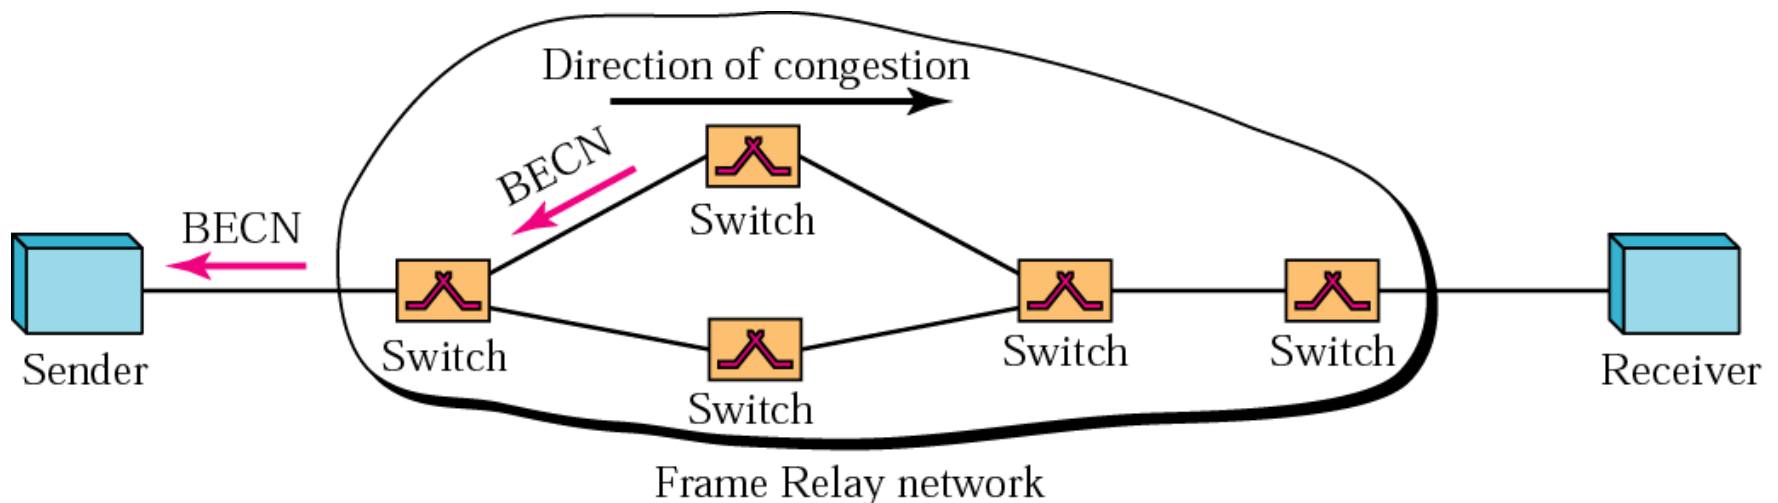 Direction of congestion
BECN
Switch
BECN
Sender
Switch
Switch
Switch
Switch
Receiver
Frame Relay network